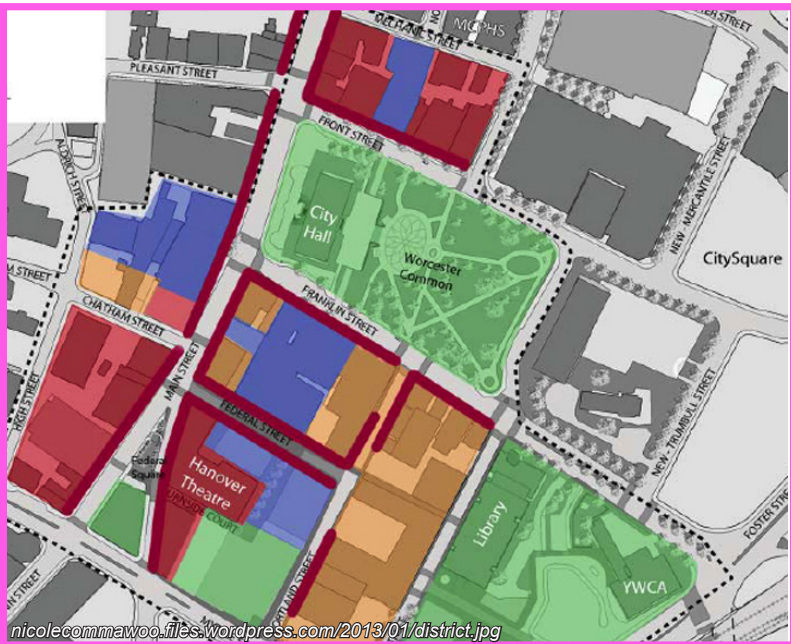 MCPHS
PLEASANT STREET
FRONT STREET
ALDRICH STREET
NEW - MERCANTILE STREET
City
Hall
Worcester
Common
CitySquare
FRANKLIN STREET
CHATHAM STREET
MAIN STREET
HIGH STREET
FEDERAL STREET
NEW - TRUMBULL STREET
Federal
Square
Hanover
Theatre
COURT
Library
YWCA
nicolecommawoo.files.wordpress.com/2013/01/district.jpg